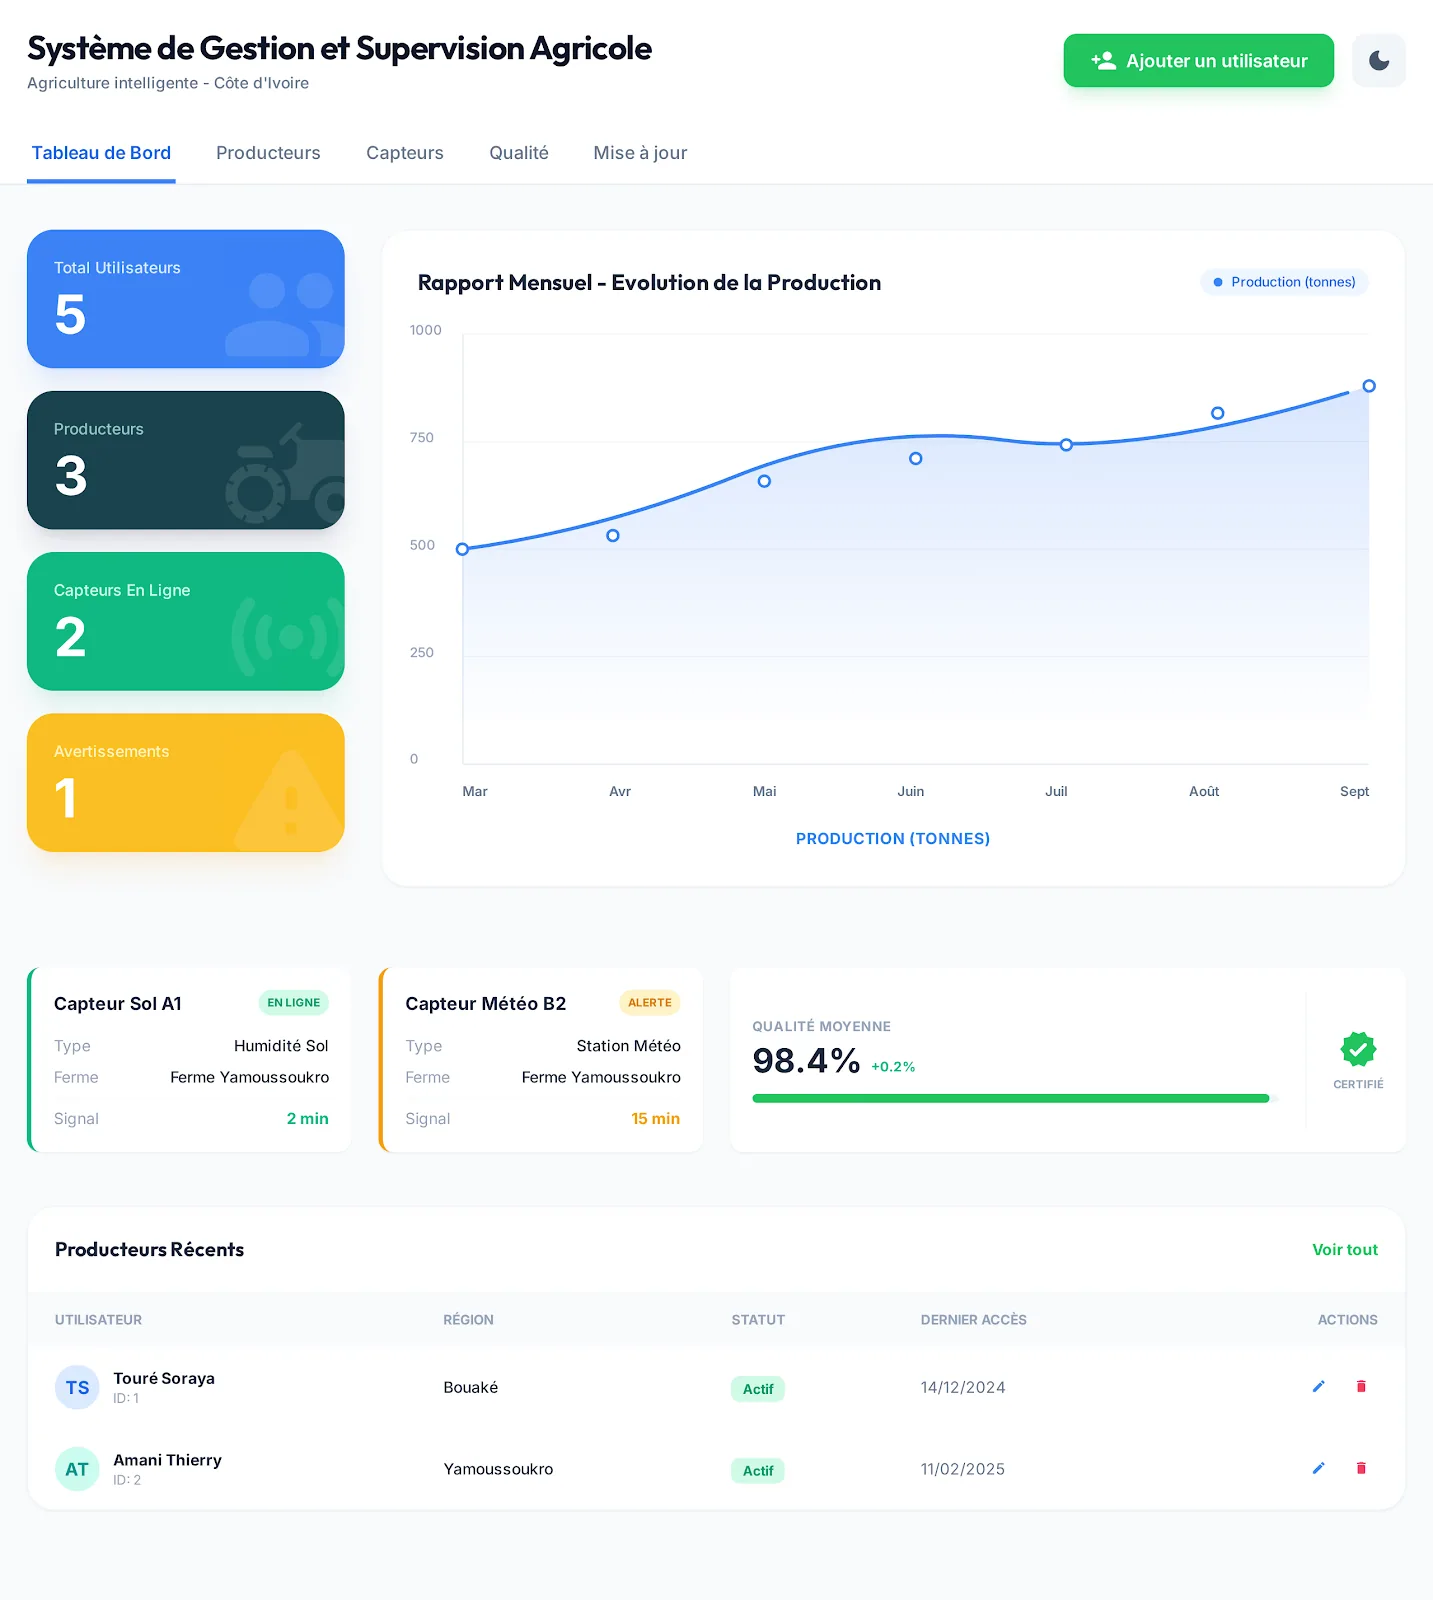 Système de Gestion et Supervision Agricole
Agriculture intelligente - Côte d'Ivoire
Ajouter un utilisateur
Tableau de Bord Producteurs Capteurs Qualité Mise à jour
Total Utilisateurs
5
Producteurs
3
Capteurs En Ligne
2
Avertissements
1
Rapport Mensuel - Evolution de la Production
Production (tonnes)
1000
750
500
250
0
Mar Avr Mai Juin Juil Août Sept
PRODUCTION (TONNES)
Capteur Sol A1 EN LIGNE
Type Humidité Sol
Ferme Ferme Yamoussoukro
Signal 2 min
Capteur Météo B2 ALERTE
Type Station Météo
Ferme Ferme Yamoussoukro
Signal 15 min
QUALITÉ MOYENNE
98.4% +0.2%
CERTIFIÉ
Producteurs Récents Voir tout
UTILISATEUR RÉGION STATUT DERNIER ACCÈS ACTIONS
TS Touré Soraya Bouaké Actif 14/12/2024
ID: 1
AT Amani Thierry Yamoussoukro Actif 11/02/2025
ID: 2